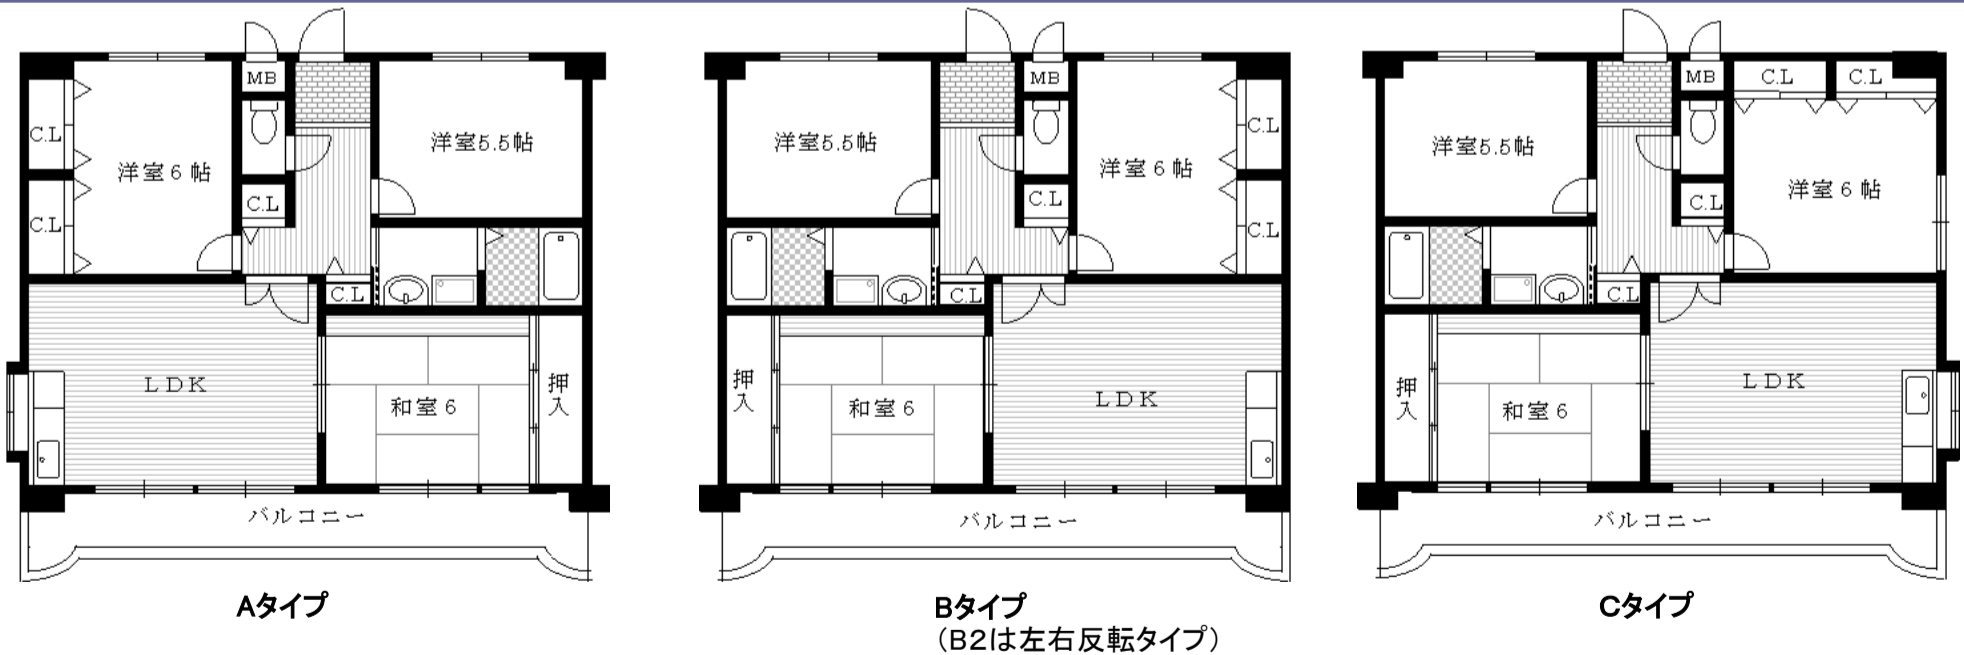 MB
C.L
洋室6帖
洋室5.5帖
C.L
C.L
C.L
LDK
和室6
押入
バルコニー
Aタイプ
MB
洋室5.5帖
C.L
洋室6帖
C.L
C.L
C.L
押入
和室6
LDK
バルコニー
Bタイプ
（B2は左右反転タイプ）
MB
C.L
C.L
洋室5.5帖
洋室6帖
C.L
C.L
押入
和室6
LDK
バルコニー
Cタイプ